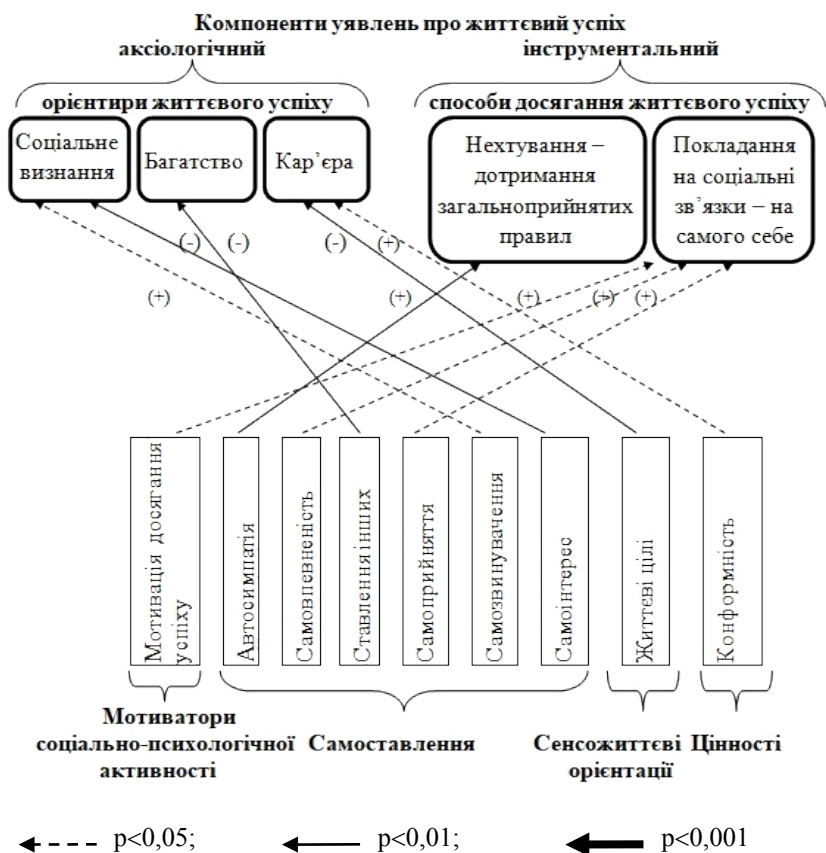 Компоненти уявлень про життєвий успіх
аксіологічний
інструментальний
орієнтири життєвого успіху
способи досягання життєвого успіху
Соціальне
визнання
Багатство
Кар’єра
Нехтування –
дотримання
загальноприйнятих
правил
Покладання
на соціальні
зв’язки – на
самого себе
(-)
(-)
(-)
(+)
(+)
(+)
(+)
(+)
(+)
Мотивація досягання
успіху
Автосимпатія
Самовпевненість
Ставлення інших
Самоприйняття
Самозвинувачення
Самоінтерес
Життєві цілі
Конформність
Мотиватори
соціально-психологічної
активності
Самоставлення
Сенсожиттєві
орієнтації
Цінності
p<0,05;
p<0,01;
p<0,001